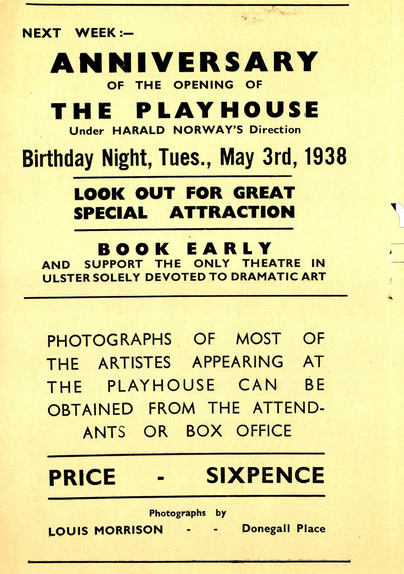 NEXT WEEK:—
ANNIVERSARY
OF THE OPENING OF
THE PLAYHOUSE
Under HARALD NORWAY'S Direction
Birthday Night, Tues., May 3rd, 1938
LOOK OUT FOR GREAT
SPECIAL ATTRACTION
BOOK EARLY
AND SUPPORT THE ONLY THEATRE IN
ULSTER SOLELY DEVOTED TO DRAMATIC ART
PHOTOGRAPHS OF MOST OF
THE ARTISTES APPEARING AT
THE PLAYHOUSE CAN BE
OBTAINED FROM THE ATTEND-
ANTS OR BOX OFFICE
PRICE - SIXPENCE
Photographs by
LOUIS MORRISON - - Donegall Place